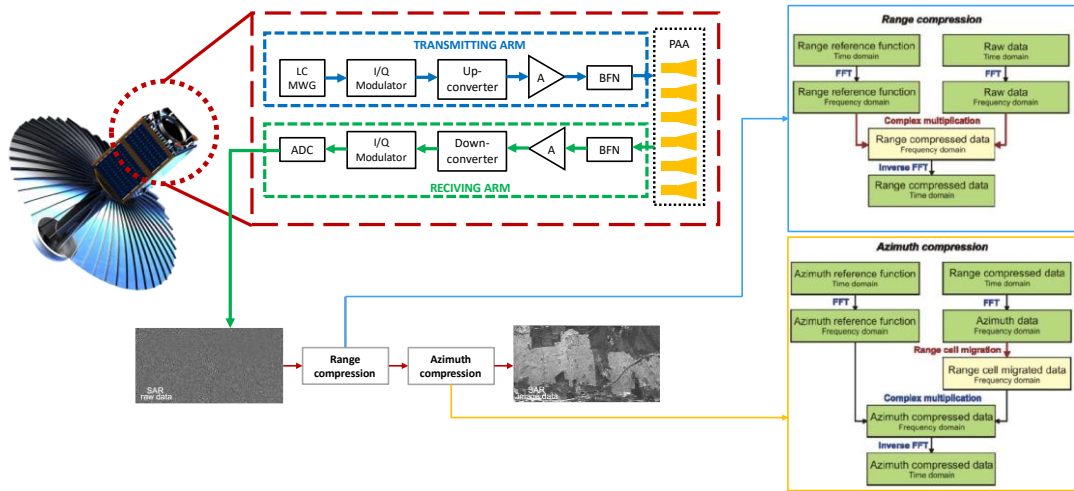 TRANSMITTING ARM
LC
MWG
I/Q
Modulator
Up-
converter
A
BFN
PAA
ADC
I/Q
Modulator
Down-
converter
A
BFN
RECIVING ARM
SAR
raw data
Range
compression
Azimuth
compression
SAR
image data
Range compression
Range reference function
Time domain
Raw data
Time domain
FFT
FFT
Range reference function
Frequency domain
Raw data
Frequency domain
Complex multiplication
Range compressed data
Frequency domain
Inverse FFT
Range compressed data
Time domain
Azimuth compression
Azimuth reference function
Time domain
Range compressed data
Time domain
FFT
FFT
Azimuth reference function
Frequency domain
Azimuth data
Frequency domain
Range cell migration
Range cell migrated data
Frequency domain
Complex multiplication
Azimuth compressed data
Frequency domain
Inverse FFT
Azimuth compressed data
Time domain